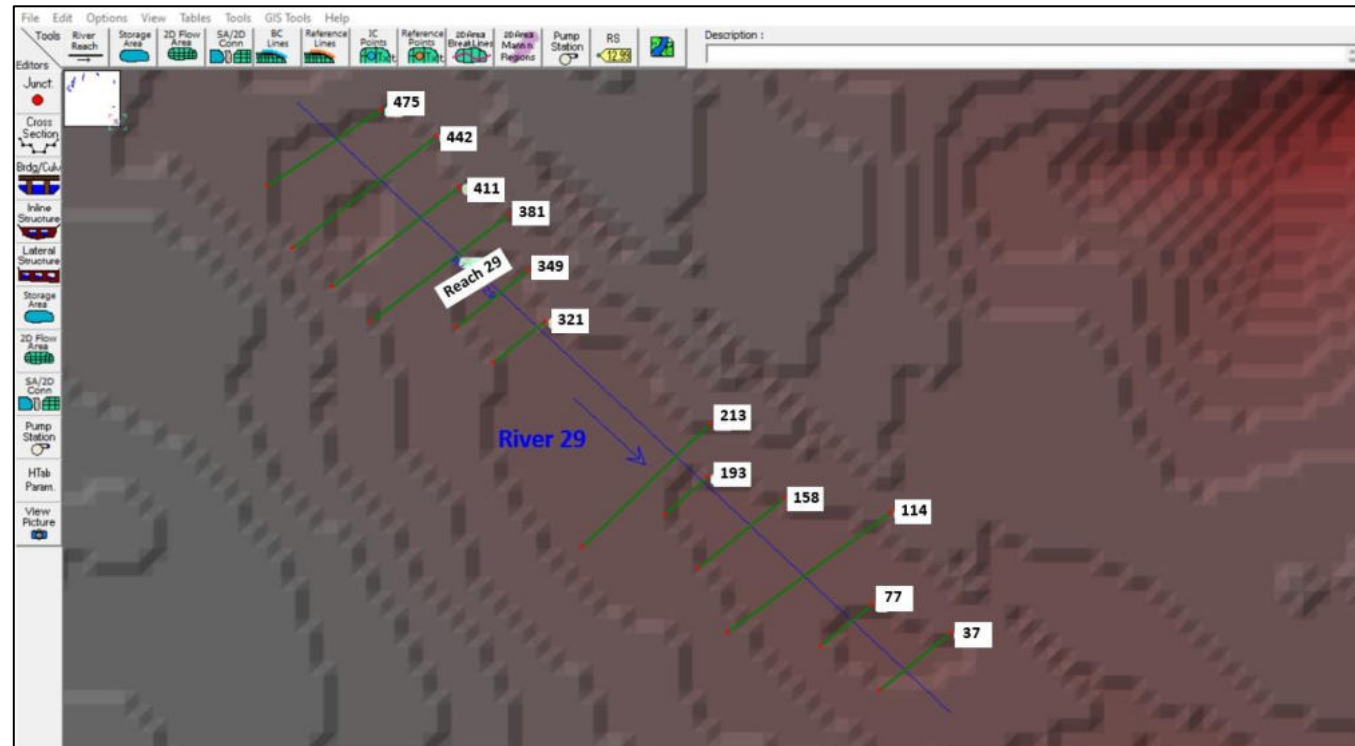 File Edit Options View Tables Tools GIS Tools Help
Tools
Editors
River Reach
Storage Area
2D Flow Area
SA/2D Conn
BC Lines
Reference Lines
IC Points
Reference Points
2D Area BreakLines
2D Area Mann n Regions
Pump Station
RS
12.99
Description :
Junct.
Cross Section
Brdg/Culv
Inline Structure
Lateral Structure
Storage Area
2D Flow Area
SA/2D Conn
Pump Station
HTab Param.
View Picture
475
442
411
381
349
Reach 29
321
213
River 29
193
158
114
77
37